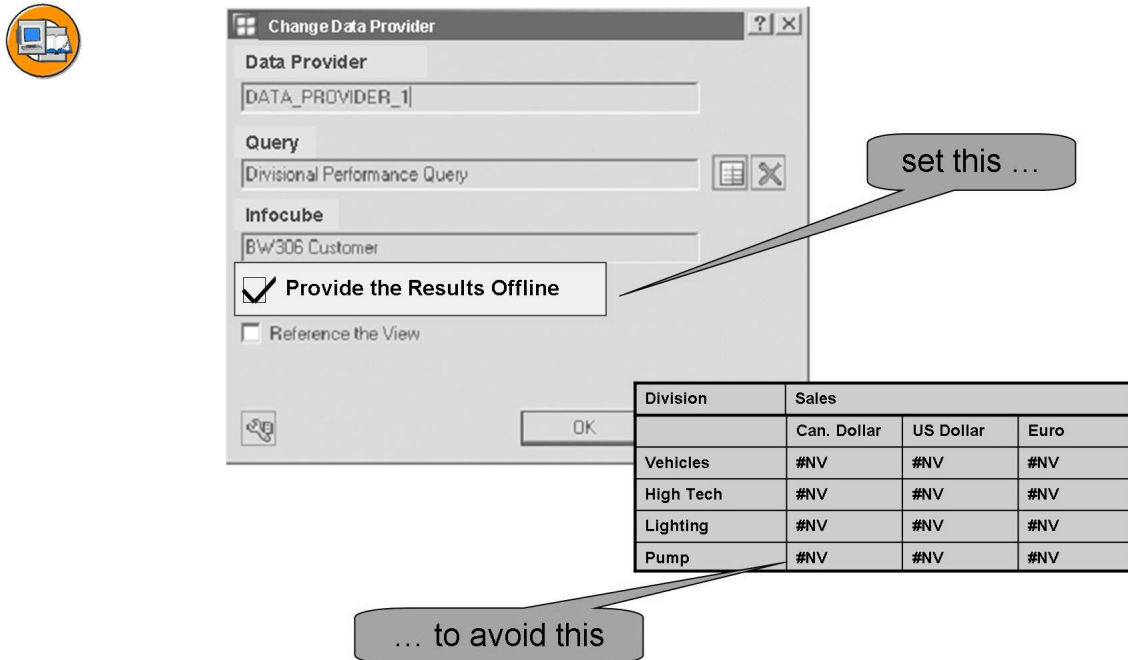 Change Data Provider
Data Provider
DATA_PROVIDER_1
Query
Divisional Performance Query
set this …
Infocube
BW306 Customer
Provide the Results Offline
Reference the View
OK
Division Sales
Can. Dollar US Dollar Euro
Vehicles #NV #NV #NV
High Tech #NV #NV #NV
Lighting #NV #NV #NV
Pump #NV #NV #NV
… to avoid this